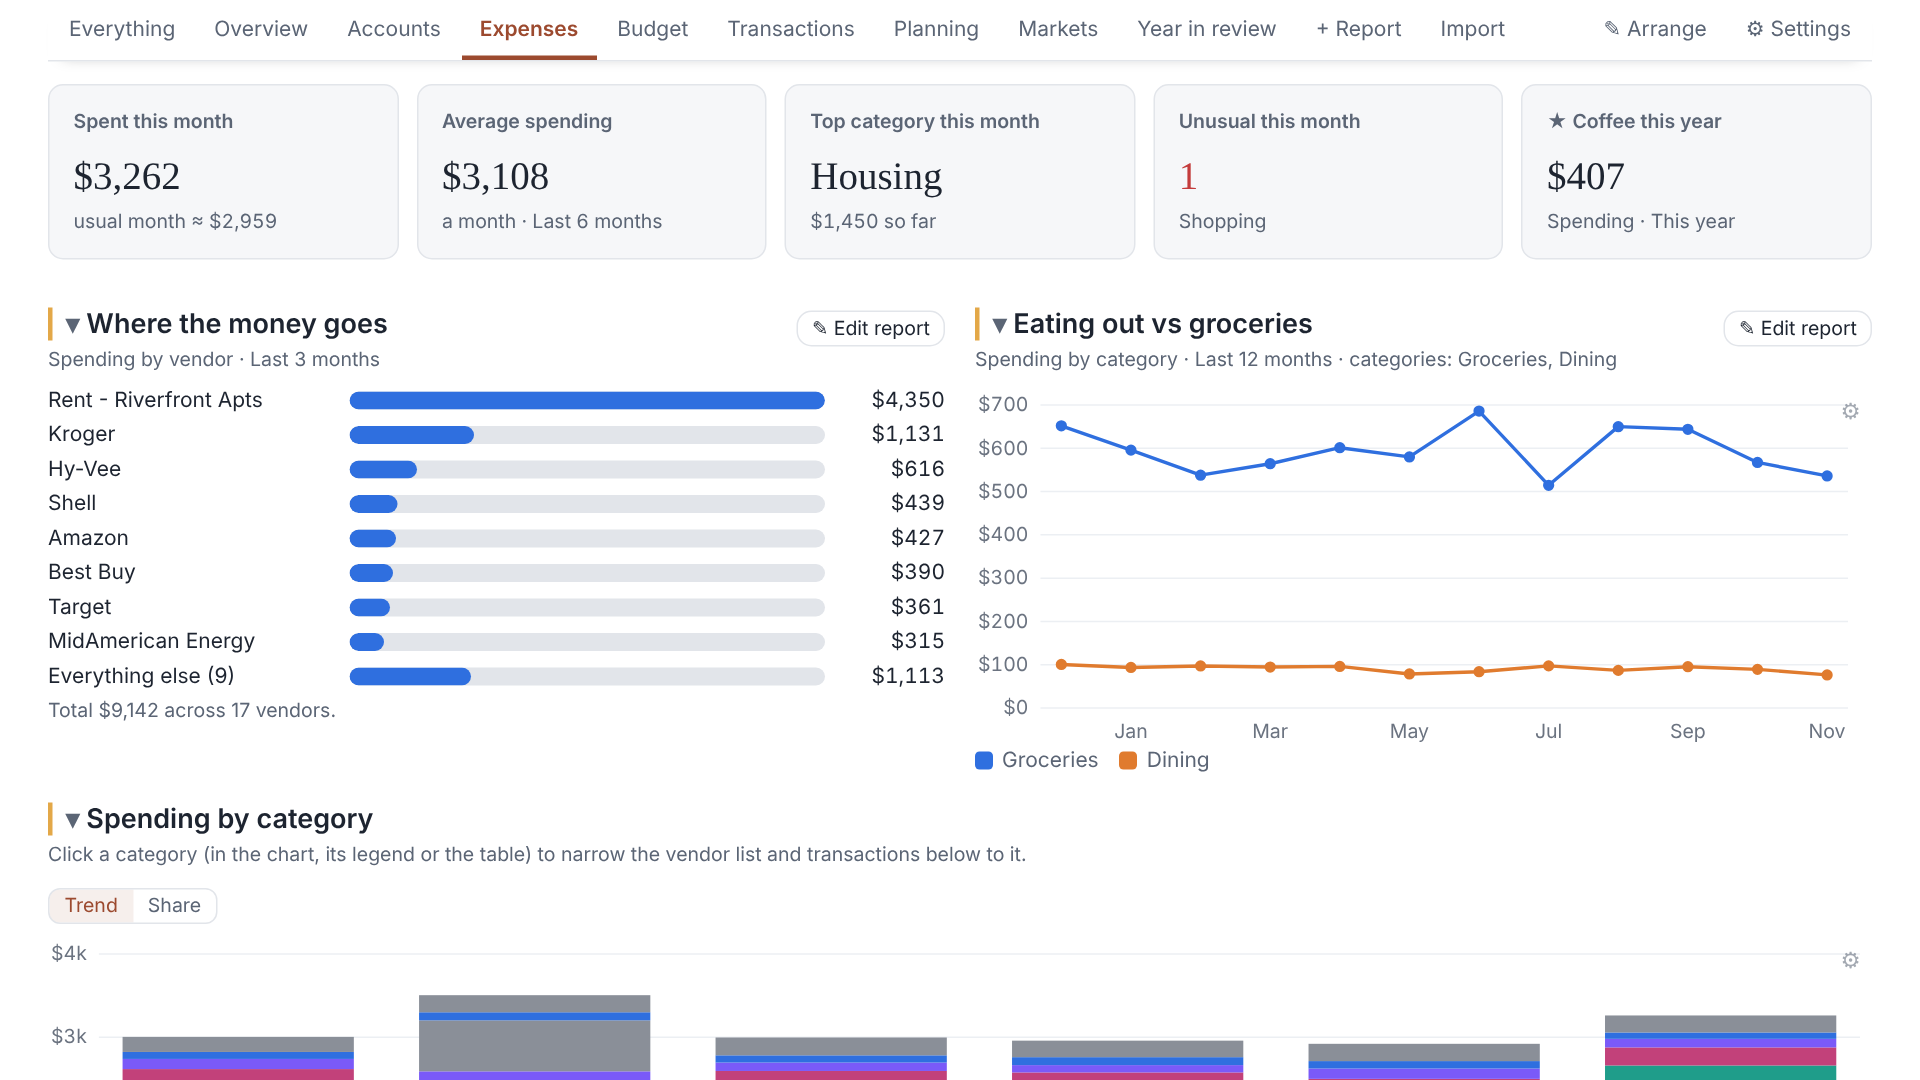 Everything Overview Accounts Expenses Budget Transactions Planning Markets Year in review + Report Import ✎ Arrange ⚙ Settings
Spent this month
$3,262
usual month ≈ $2,959
Average spending
$3,108
a month · Last 6 months
Top category this month
Housing
$1,450 so far
Unusual this month
1
Shopping
★ Coffee this year
$407
Spending · This year
▼ Where the money goes
✎ Edit report
Spending by vendor · Last 3 months
Rent - Riverfront Apts $4,350
Kroger $1,131
Hy-Vee $616
Shell $439
Amazon $427
Best Buy $390
Target $361
MidAmerican Energy $315
Everything else (9) $1,113
Total $9,142 across 17 vendors.
▼ Eating out vs groceries
✎ Edit report
Spending by category · Last 12 months · categories: Groceries, Dining
$700
$600
$500
$400
$300
$200
$100
$0
Jan Mar May Jul Sep Nov
Groceries Dining
▼ Spending by category
Click a category (in the chart, its legend or the table) to narrow the vendor list and transactions below to it.
Trend Share
$4k
$3k